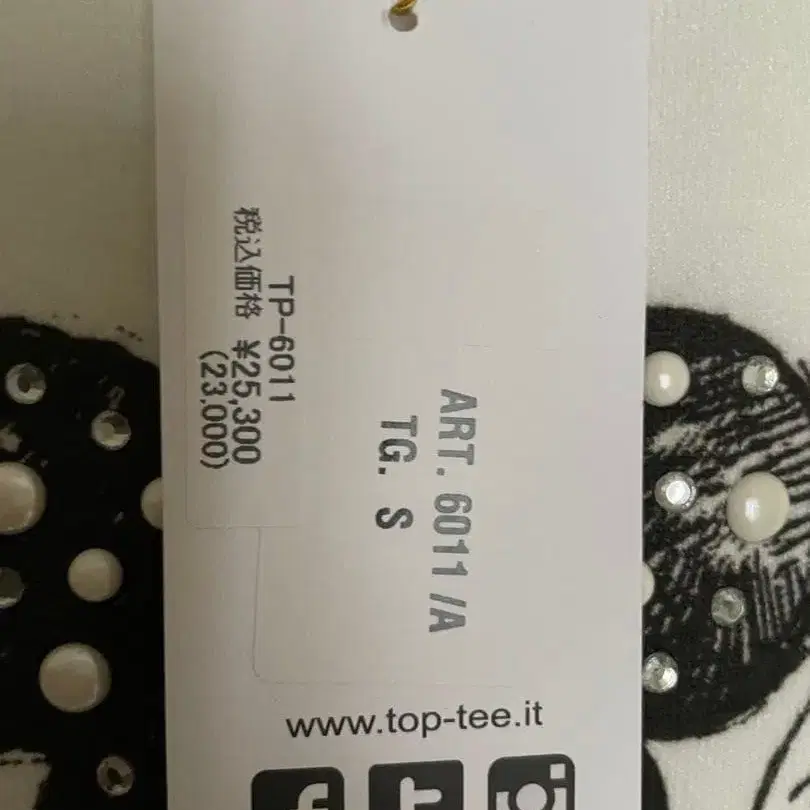 TP-6011
税込価格 ¥25,300
(23,000)
ART. 6011 /A
TG. S
www.top-tee.it